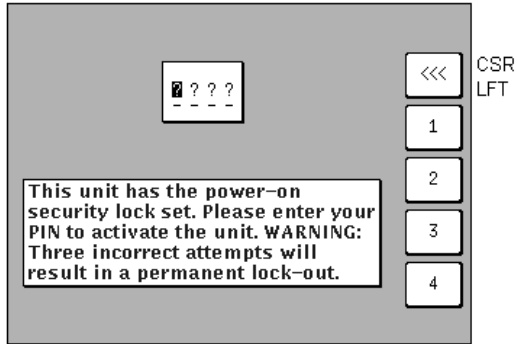 ? ? ? ?
<<<
CSR
LFT
1
2
3
4
This unit has the power-on
security lock set. Please enter your
PIN to activate the unit. WARNING:
Three incorrect attempts will
result in a permanent lock-out.